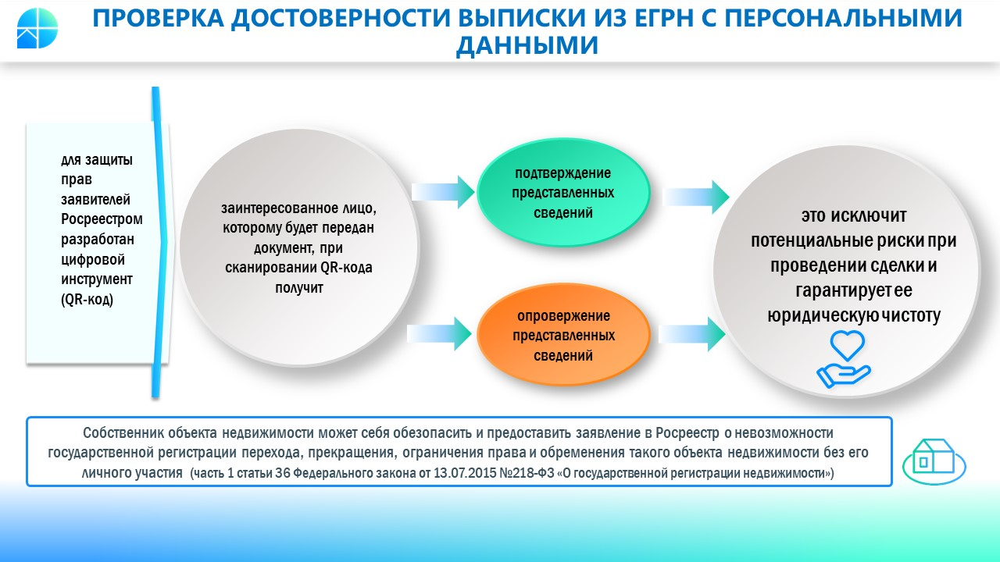 ПРОВЕРКА ДОСТОВЕРНОСТИ ВЫПИСКИ ИЗ ЕГРН С ПЕРСОНАЛЬНЫМИ
ДАННЫМИ
для защиты
прав
заявителей
Росреестром
разработан
цифровой
инструмент
(QR-код)
заинтересованное лицо,
которому будет передан
документ, при
сканировании QR-кода
получит
подтверждение
представленных
сведений
опровержение
представленных
сведений
это исключит
потенциальные риски при
проведении сделки и
гарантирует ее
юридическую чистоту
Собственник объекта недвижимости может себя обезопасить и предоставить заявление в Росреестр о невозможности
государственной регистрации перехода, прекращения, ограничения права и обременения такого объекта недвижимости без его
личного участия (часть 1 статьи 36 Федерального закона от 13.07.2015 №218-ФЗ «О государственной регистрации недвижимости»)